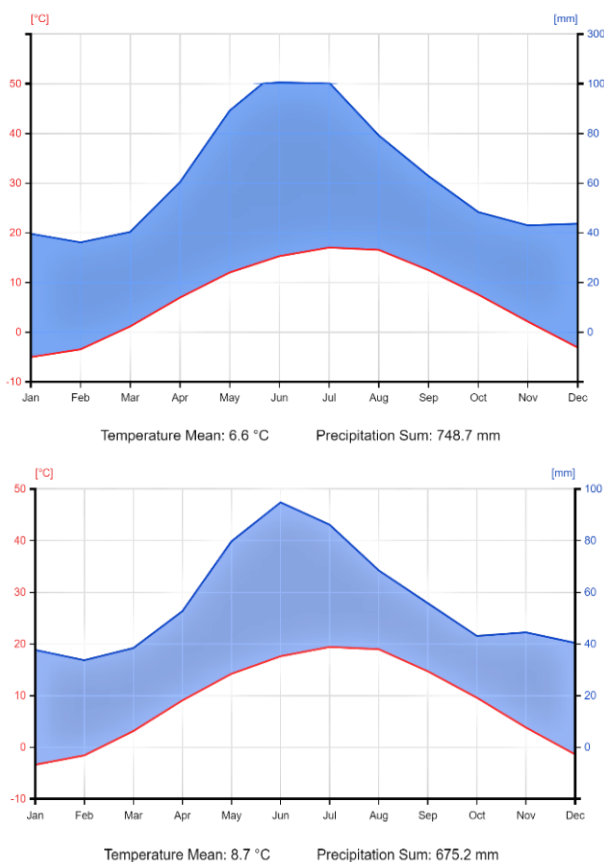 [°C] [mm]
300
50 100
40 80
30 60
20 40
10 20
0 0
-10
Jan Feb Mar Apr May Jun Jul Aug Sep Oct Nov Dec
Temperature Mean: 6.6 °C Precipitation Sum: 748.7 mm
[°C] [mm]
50 100
40 80
30 60
20 40
10 20
0 0
-10
Jan Feb Mar Apr May Jun Jul Aug Sep Oct Nov Dec
Temperature Mean: 8.7 °C Precipitation Sum: 675.2 mm